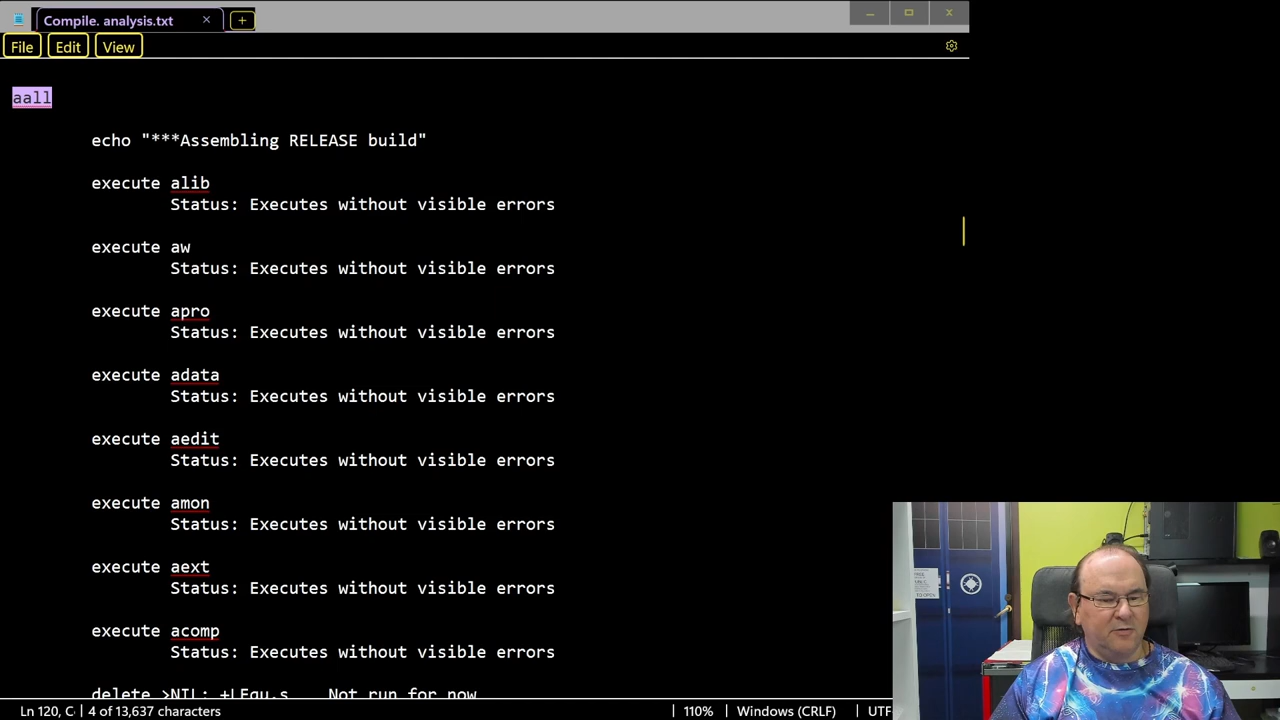 Compile. analysis.txt
File Edit View
aall
echo "***Assembling RELEASE build"
execute alib
Status: Executes without visible errors
execute aw
Status: Executes without visible errors
execute apro
Status: Executes without visible errors
execute adata
Status: Executes without visible errors
execute aedit
Status: Executes without visible errors
execute amon
Status: Executes without visible errors
execute aext
Status: Executes without visible errors
execute acomp
Status: Executes without visible errors
delete >NIL: +LEqu.s Not run for now
Ln 120, C 4 of 13,637 characters 110% Windows (CRLF) UTF